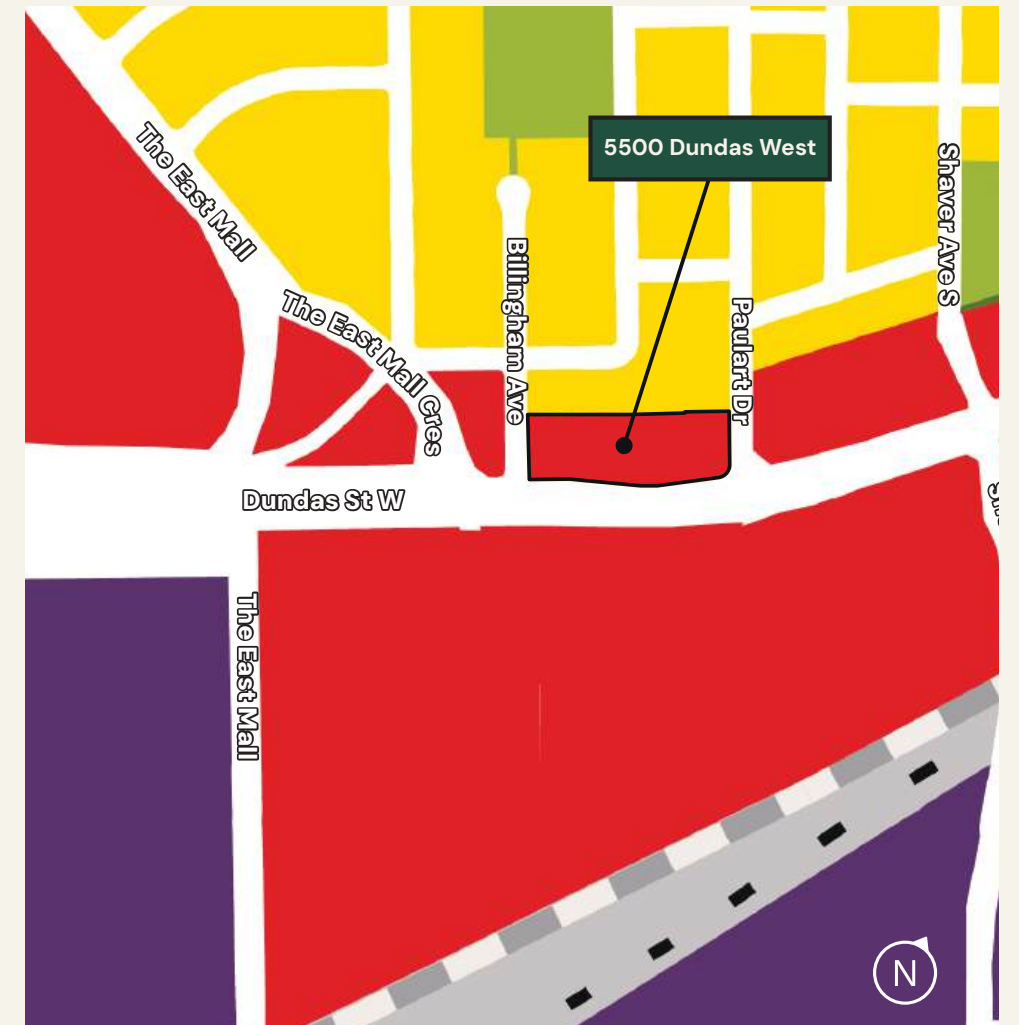 5500 Dundas West
The East Mall
Shaver Ave S
Billingham Ave
The East Mall Cres
Paulart Dr
Dundas St W
The East Mall
N